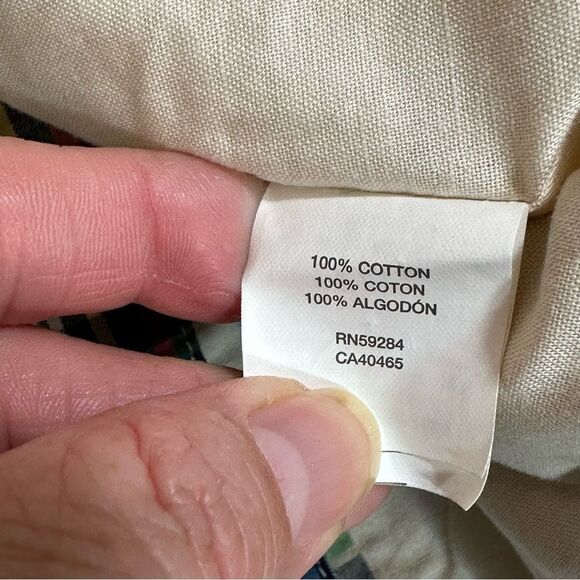 100% COTTON
100% COTON
100% ALGODÓN
RN59284
CA40465